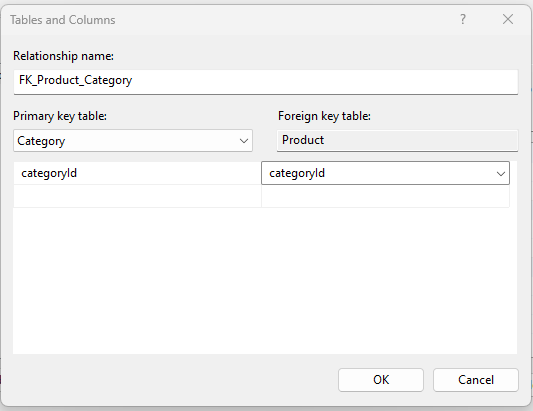 Tables and Columns
?
Relationship name:
FK_Product_Category
Primary key table:
Foreign key table:
Category
Product
categoryId
categoryId
OK
Cancel